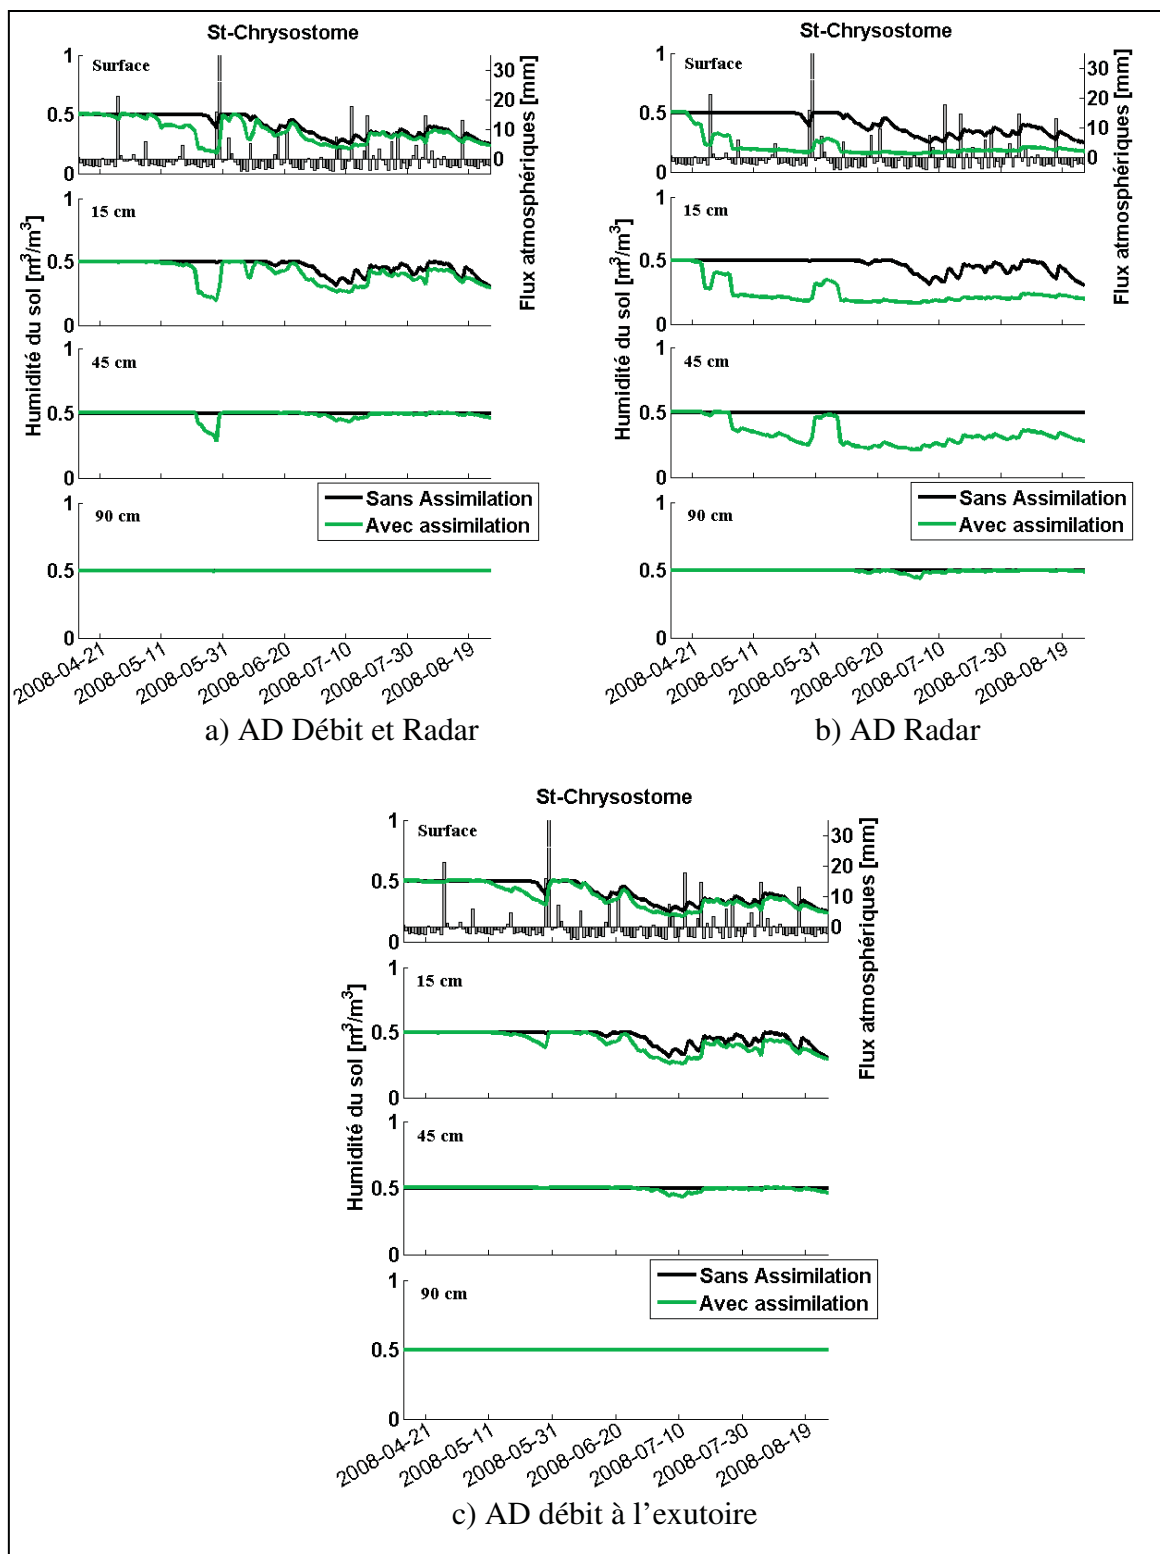 St-Chrysostome
1
Surface
0.5
0
30
20
10
0
15 cm
1
0.5
0
45 cm
1
0.5
0
90 cm
1
0.5
0
Humidité du sol [m³/m³]
Flux atmosphériques [mm]
Sans Assimilation
Avec assimilation
2008-04-21
2008-05-11
2008-05-31
2008-06-20
2008-07-10
2008-07-30
2008-08-19
a) AD Débit et Radar
St-Chrysostome
1
Surface
0.5
0
30
20
10
0
15 cm
1
0.5
0
45 cm
1
0.5
0
90 cm
1
0.5
0
Humidité du sol [m³/m³]
Flux atmosphériques [mm]
Sans Assimilation
Avec assimilation
2008-04-21
2008-05-11
2008-05-31
2008-06-20
2008-07-10
2008-07-30
2008-08-19
b) AD Radar
St-Chrysostome
1
Surface
0.5
0
30
20
10
0
15 cm
1
0.5
0
45 cm
1
0.5
0
90 cm
1
0.5
0
Humidité du sol [m³/m³]
Flux atmosphériques [mm]
Sans Assimilation
Avec assimilation
2008-04-21
2008-05-11
2008-05-31
2008-06-20
2008-07-10
2008-07-30
2008-08-19
c) AD débit à l'exutoire